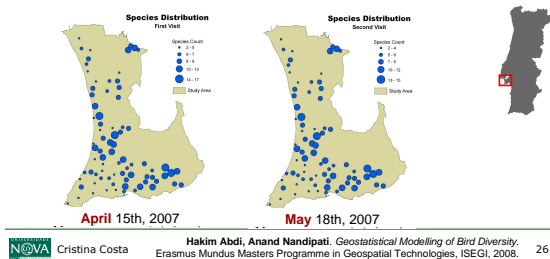 Species Distribution
First Visit
Species Count
2 - 5
6 - 7
8 - 9
10 - 13
14 - 17
Study Area
Species Distribution
Second Visit
Species Count
2 - 4
5 - 6
7 - 9
10 - 12
13 - 15
Study Area
April 15th, 2007
May 18th, 2007
UNIVERSIDADE
NOVA
Cristina Costa
Hakim Abdi, Anand Nandipati. Geostatistical Modelling of Bird Diversity.
Erasmus Mundus Masters Programme in Geospatial Technologies, ISEGI, 2008.
26